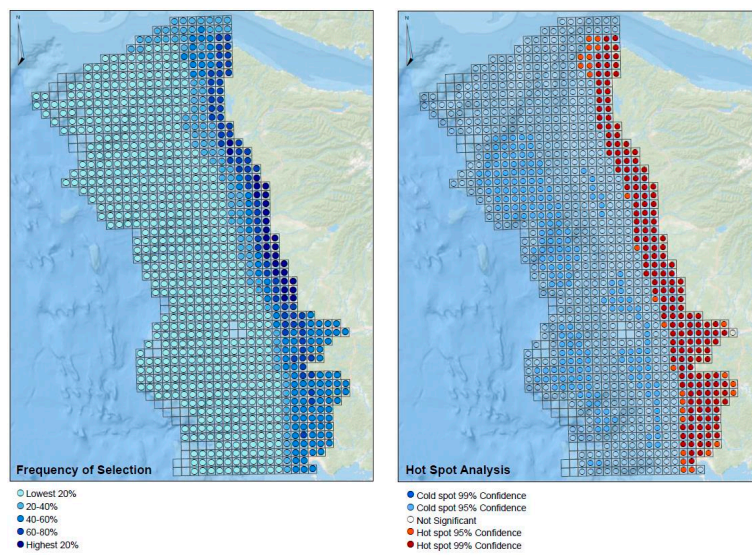 N
Frequency of Selection
Lowest 20%
20-40%
40-60%
60-80%
Highest 20%
N
Hot Spot Analysis
Cold spot 99% Confidence
Cold spot 95% Confidence
Not Significant
Hot spot 95% Confidence
Hot spot 99% Confidence